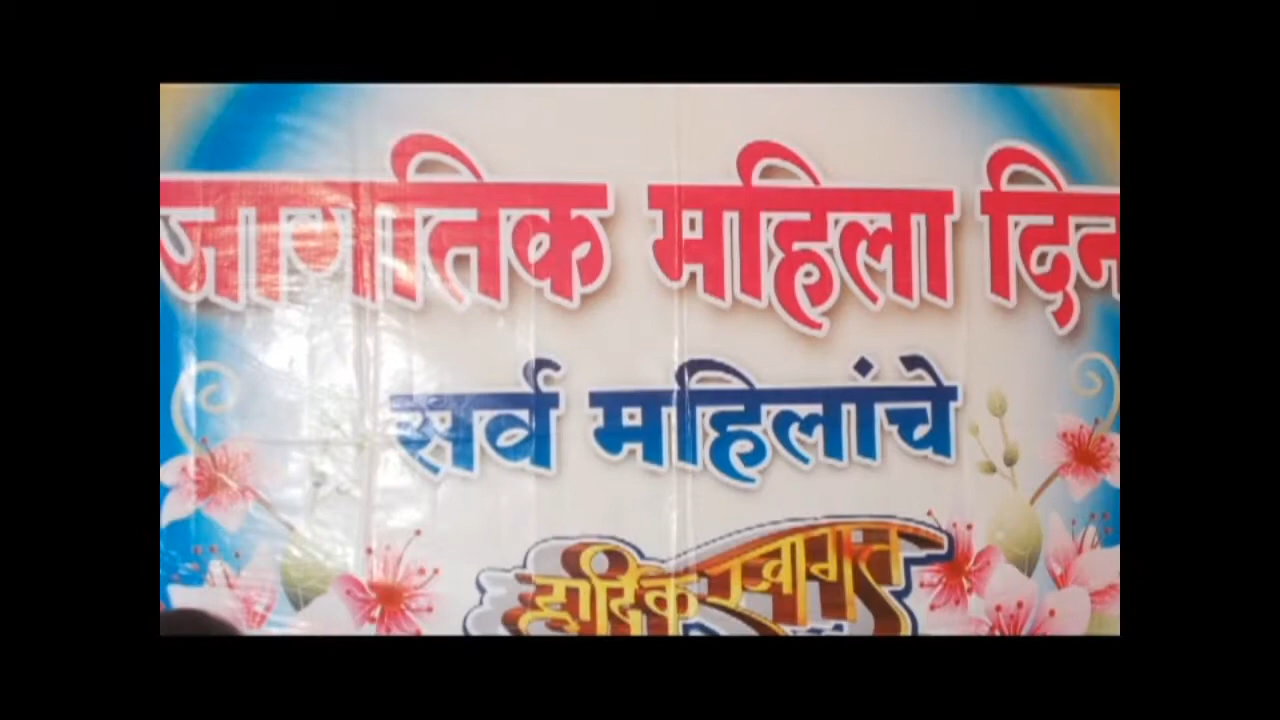 जागतिक महिला दिन
सर्व महिलांचे
हार्दिक स्वागत